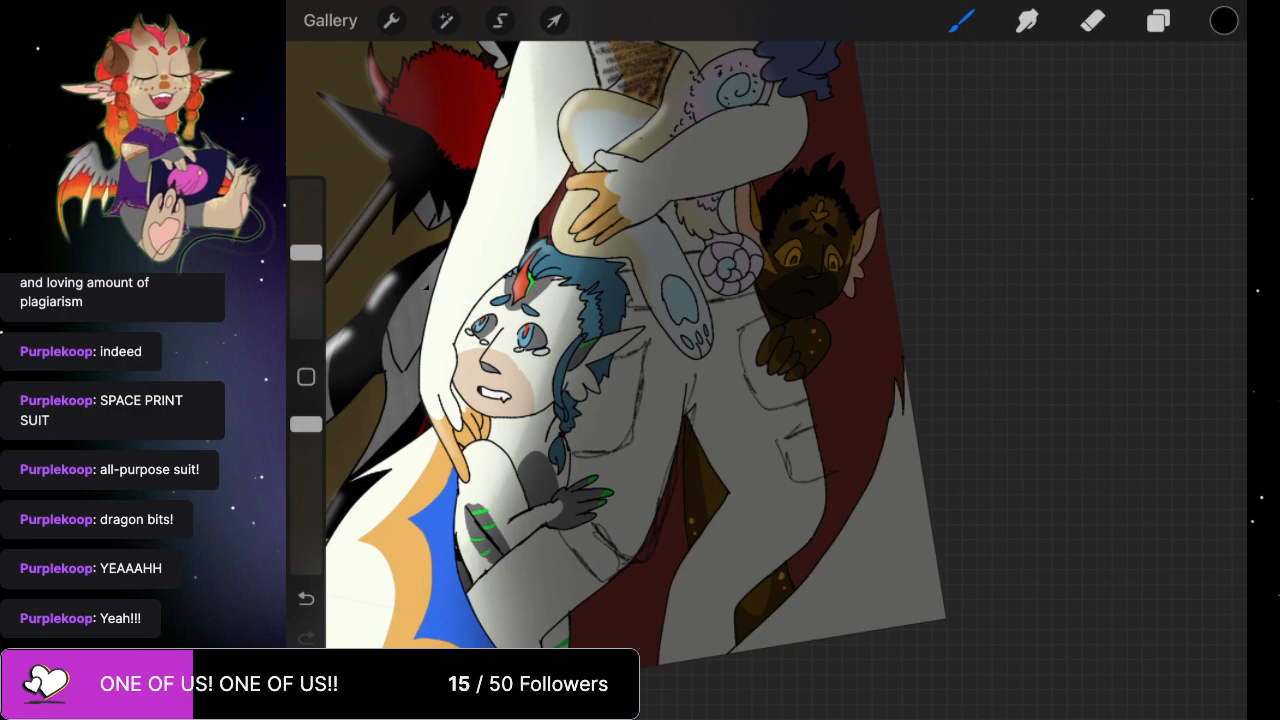 Gallery
and loving amount of
plagiarism
Purplekoop: indeed
Purplekoop: SPACE PRINT
SUIT
Purplekoop: all-purpose suit!
Purplekoop: dragon bits!
Purplekoop: YEAAAHH
Purplekoop: Yeah!!!
ONE OF US! ONE OF US!! 15 / 50 Followers